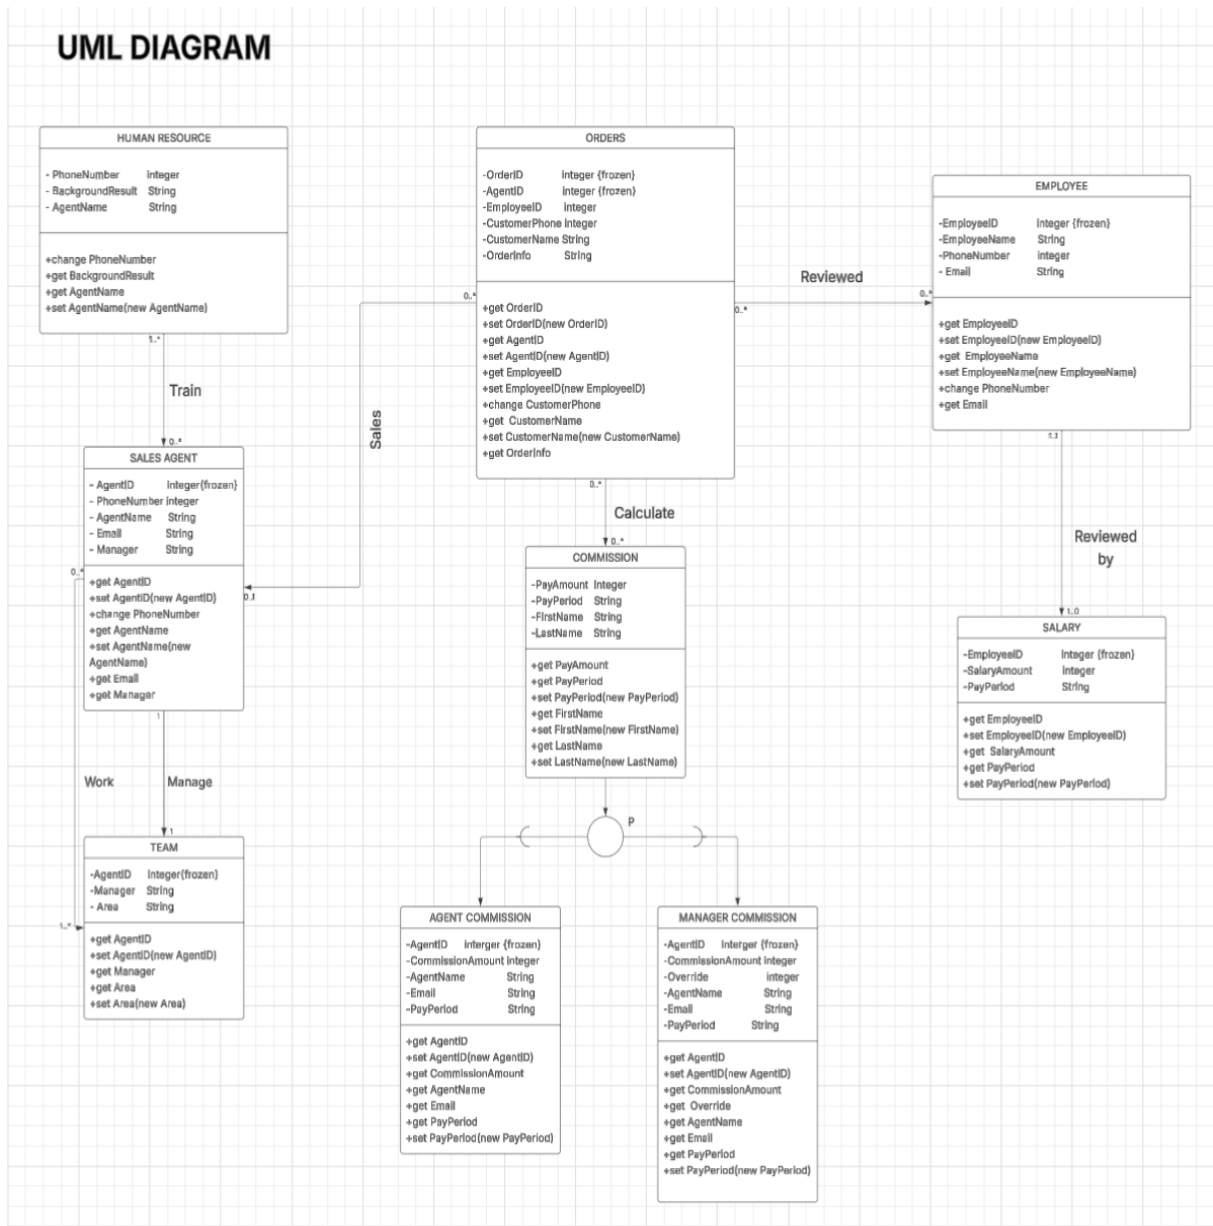 UML DIAGRAM
HUMAN RESOURCE
- PhoneNumber Integer
- BackgroundResult String
- AgentName String
+change PhoneNumber
+get BackgroundResult
+get AgentName
+set AgentName(new AgentName)
1..*
Train
0..*
SALES AGENT
- AgentID Integer{frozen}
- PhoneNumber Integer
- AgentName String
- Email String
- Manager String
0..*
+get AgentID
+set AgentID(new AgentID)
+change PhoneNumber
+get AgentName
+set AgentName(new
AgentName)
+get Email
+get Manager
0..1
1
Work
Manage
1
TEAM
-AgentID Integer{frozen}
-Manager String
- Area String
1..*
+get AgentID
+set AgentID(new AgentID)
+get Manager
+get Area
+set Area(new Area)
Sales
0..*
ORDERS
-OrderID Integer {frozen}
-AgentID Integer {frozen}
-EmployeeID Integer
-CustomerPhone Integer
-CustomerName String
-OrderInfo String
+get OrderID
+set OrderID(new OrderID)
+get AgentID
+set AgentID(new AgentID)
+get EmployeeID
+set EmployeeID(new EmployeeID)
+change CustomerPhone
+get CustomerName
+set CustomerName(new CustomerName)
+get OrderInfo
0..*
Calculate
0..*
COMMISSION
-PayAmount Integer
-PayPeriod String
-FirstName String
-LastName String
+get PayAmount
+get PayPeriod
+set PayPeriod(new PayPeriod)
+get FirstName
+set FirstName(new FirstName)
+get LastName
+set LastName(new LastName)
P
AGENT COMMISSION
-AgentID Interger {frozen}
-CommissionAmount Integer
-AgentName String
-Email String
-PayPeriod String
+get AgentID
+set AgentID(new AgentID)
+get CommissionAmount
+get AgentName
+get Email
+get PayPeriod
+set PayPeriod(new PayPeriod)
MANAGER COMMISSION
-AgentID Interger {frozen}
-CommissionAmount Integer
-Override Integer
-AgentName String
-Email String
-PayPeriod String
+get AgentID
+set AgentID(new AgentID)
+get CommissionAmount
+get Override
+get AgentName
+get Email
+get PayPeriod
+set PayPeriod(new PayPeriod)
Reviewed
0..*
0..*
EMPLOYEE
-EmployeeID Integer {frozen}
-EmployeeName String
-PhoneNumber Integer
- Email String
+get EmployeeID
+set EmployeeID(new EmployeeID)
+get EmployeeName
+set EmployeeName(new EmployeeName)
+change PhoneNumber
+get Email
1..1
Reviewed
by
1..0
SALARY
-EmployeeID Integer {frozen}
-SalaryAmount Integer
-PayPeriod String
+get EmployeeID
+set EmployeeID(new EmployeeID)
+get SalaryAmount
+get PayPeriod
+set PayPeriod(new PayPeriod)